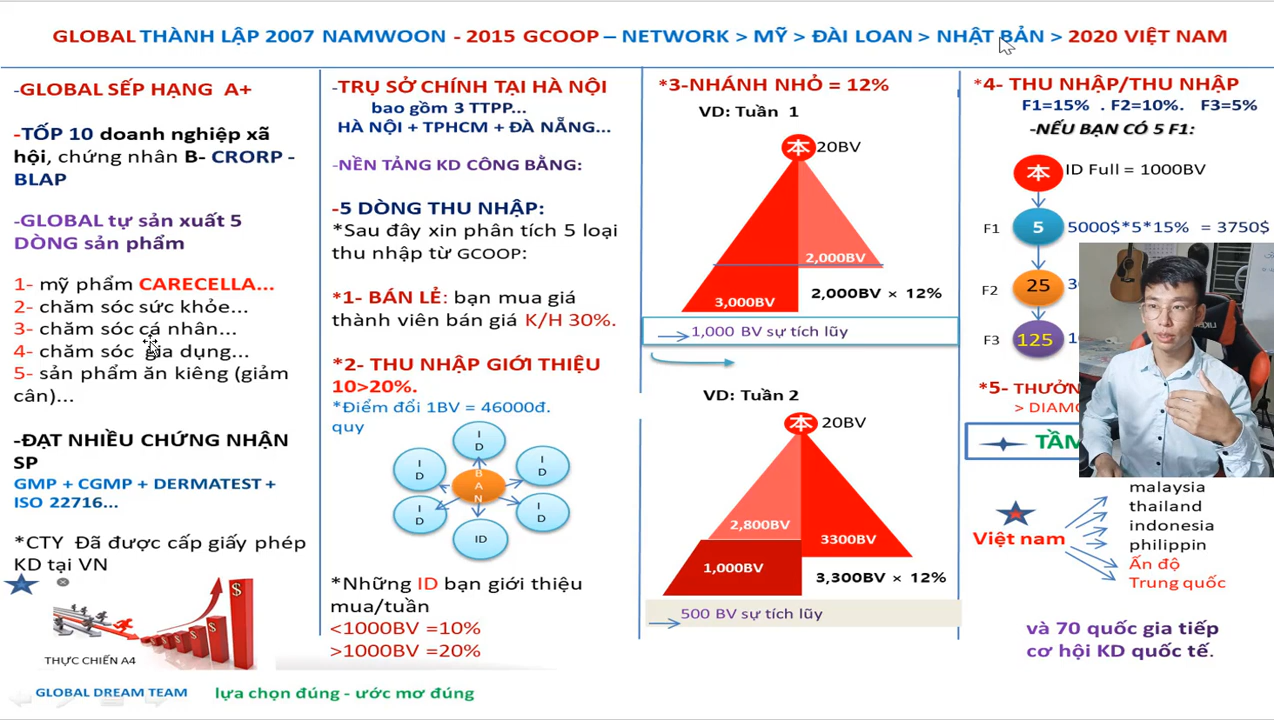 GLOBAL THÀNH LẬP 2007 NAMWOON - 2015 GCOOP – NETWORK > MỸ > ĐÀI LOAN > NHẬT BẢN > 2020 VIỆT NAM
-GLOBAL SẾP HẠNG A+
-TỐP 10 doanh nghiệp xã
hội, chứng nhân B- CRORP -
BLAP
-GLOBAL tự sản xuất 5
DÒNG sản phẩm
1- mỹ phẩm CARECELLA...
2- chăm sóc sức khỏe...
3- chăm sóc cá nhân...
4- chăm sóc gia dụng...
5- sản phẩm ăn kiêng (giảm
cân)...
-ĐẠT NHIỀU CHỨNG NHẬN
SP
GMP + CGMP + DERMATEST +
ISO 22716...
*CTY Đã được cấp giấy phép
KD tại VN
$
$
$
$
THỰC CHIẾN A4
GLOBAL DREAM TEAM
lựa chọn đúng - ước mơ đúng
-TRỤ SỞ CHÍNH TẠI HÀ NỘI
bao gồm 3 TTPP...
HÀ NỘI + TPHCM + ĐÀ NẴNG...
-NỀN TẢNG KD CÔNG BẰNG:
-5 DÒNG THU NHẬP:
*Sau đây xin phân tích 5 loại
thu nhập từ GCOOP:
*1- BÁN LẺ: bạn mua giá
thành viên bán giá K/H 30%.
*2- THU NHẬP GIỚI THIỆU
10>20%.
*Điểm đổi 1BV = 46000đ.
quy
ID
ID
ID
BAN
ID
ID
ID
*Những ID bạn giới thiệu
mua/tuần
<1000BV =10%
>1000BV =20%
*3-NHÁNH NHỎ = 12%
VD: Tuần 1
本 20BV
2,000BV
3,000BV
2,000BV × 12%
1,000 BV sự tích lũy
VD: Tuần 2
本 20BV
2,800BV
3300BV
1,000BV
3,300BV × 12%
500 BV sự tích lũy
*4- THU NHẬP/THU NHẬP
F1=15% . F2=10%. F3=5%
-NẾU BẠN CÓ 5 F1:
本 ID Full = 1000BV
F1 5 5000$*5*15% = 3750$
F2 25
F3 125
*5- THƯỞNG
TẦM
Việt nam
malaysia
thailand
indonesia
philippin
Ấn độ
Trung quốc
và 70 quốc gia tiếp
cơ hội KD quốc tế.